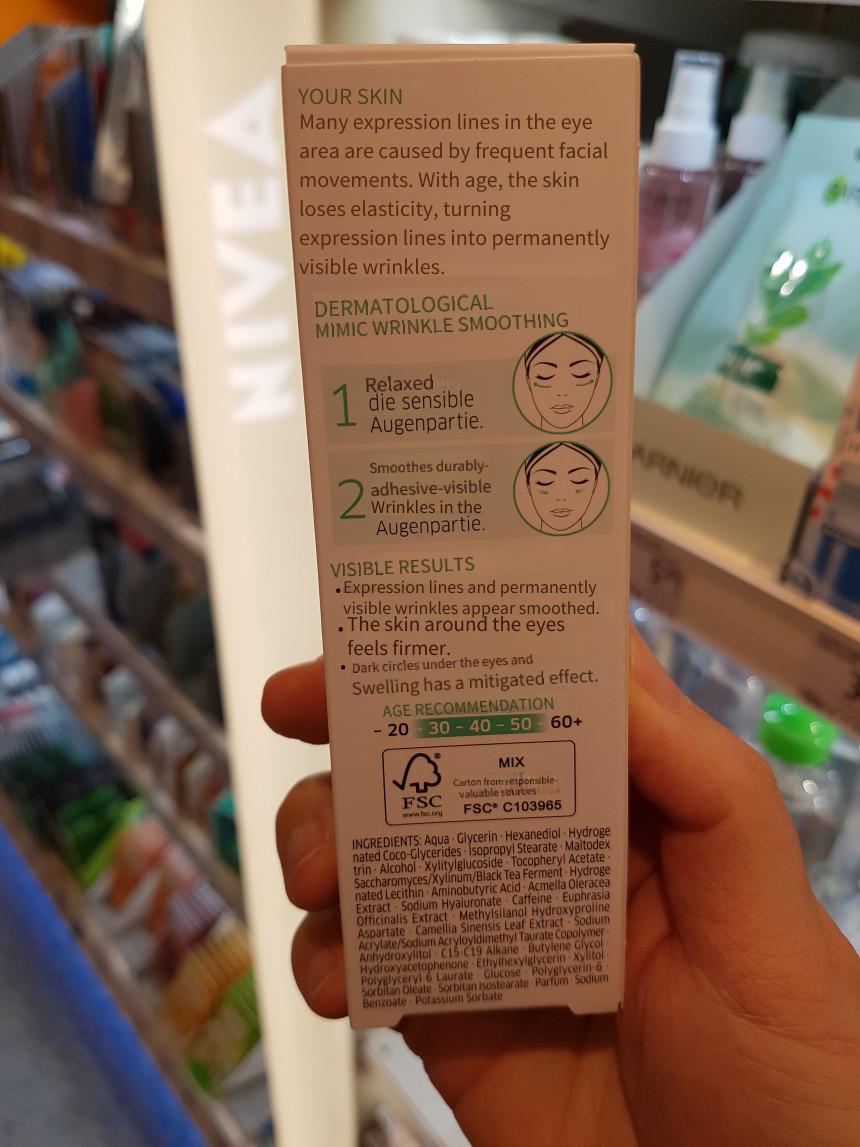 YOUR SKIN
Many expression lines in the eye
area are caused by frequent facial
movements. With age, the skin
loses elasticity, turning
expression lines into permanently
visible wrinkles.
DERMATOLOGICAL
MIMIC WRINKLE SMOOTHING
1 Relaxed
die sensible
Augenpartie.
2 Smoothes durably-
adhesive-visible
Wrinkles in the
Augenpartie.
VISIBLE RESULTS
• Expression lines and permanently
visible wrinkles appear smoothed.
• The skin around the eyes
feels firmer.
• Dark circles under the eyes and
Swelling has a mitigated effect.
AGE RECOMMENDATION
– 20 – 30 – 40 – 50 – 60+
FSC®
www.fsc.org
MIX
Carton from responsible-
valuable sources
FSC® C103965
INGREDIENTS: Aqua · Glycerin · Hexanediol · Hydroge
nated Coco-Glycerides · Isopropyl Stearate · Maltodex
trin · Alcohol · Xylitylglucoside · Tocopheryl Acetate ·
Saccharomyces/Xylinum/Black Tea Ferment · Hydroge
nated Lecithin · Aminobutyric Acid · Acmella Oleracea
Extract · Sodium Hyaluronate · Caffeine · Euphrasia
Officinalis Extract · Methylsilanol Hydroxyproline
Aspartate · Camellia Sinensis Leaf Extract · Sodium
Acrylate/Sodium Acryloyldimethyl Taurate Copolymer ·
Anhydroxylitol · C15-C19 Alkane · Butylene Glycol ·
Hydroxyacetophenone · Ethylhexylglycerin · Xylitol ·
Polyglyceryl-6 Laurate · Glucose · Polyglycerin-6 ·
Sorbitan Oleate · Sorbitan Isostearate · Parfum · Sodium
Benzoate · Potassium Sorbate
NIVEA
GARNIER